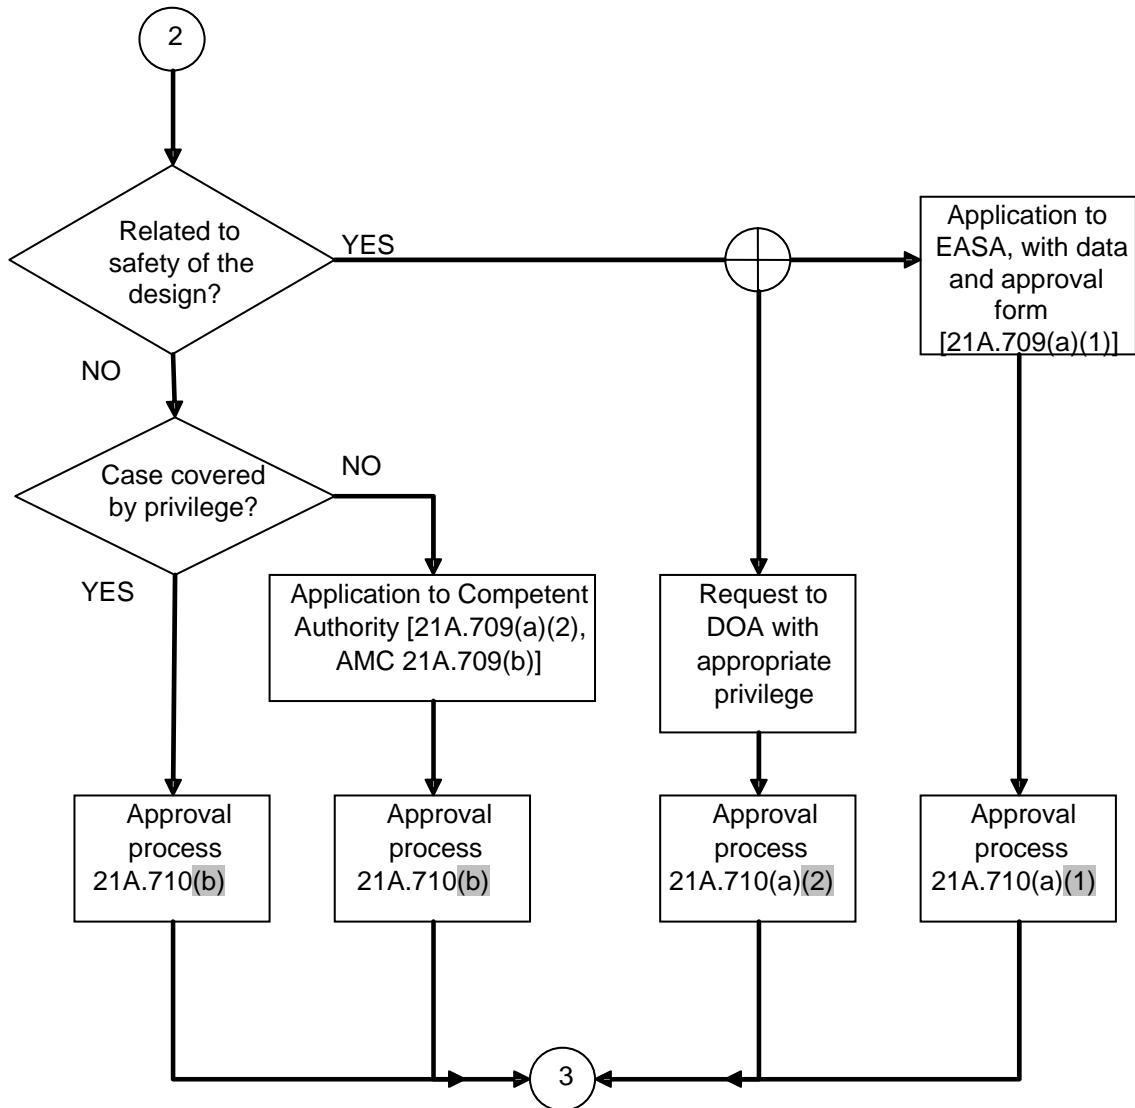 2
Related to
safety of the
design?
YES
Application to
EASA, with data
and approval
form
[21A.709(a)(1)]
NO
Case covered
by privilege?
NO
YES
Application to Competent
Authority [21A.709(a)(2),
AMC 21A.709(b)]
Request to
DOA with
appropriate
privilege
Approval
process
21A.710(b)
Approval
process
21A.710(b)
Approval
process
21A.710(a)(2)
Approval
process
21A.710(a)(1)
3